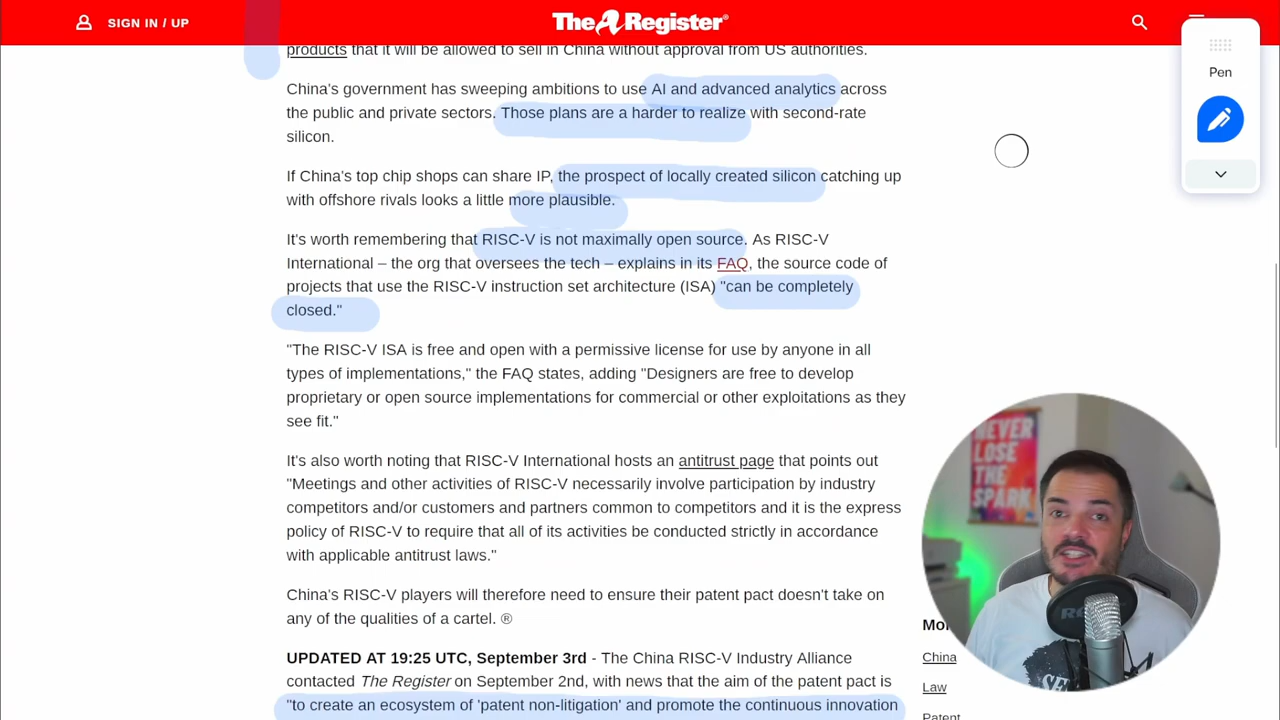 SIGN IN / UP
The Register®
products that it will be allowed to sell in China without approval from US authorities.
Pen
China's government has sweeping ambitions to use AI and advanced analytics across
the public and private sectors. Those plans are a harder to realize with second-rate
silicon.
If China's top chip shops can share IP, the prospect of locally created silicon catching up
with offshore rivals looks a little more plausible.
It's worth remembering that RISC-V is not maximally open source. As RISC-V
International – the org that oversees the tech – explains in its FAQ, the source code of
projects that use the RISC-V instruction set architecture (ISA) "can be completely
closed."
"The RISC-V ISA is free and open with a permissive license for use by anyone in all
types of implementations," the FAQ states, adding "Designers are free to develop
proprietary or open source implementations for commercial or other exploitations as they
see fit."
It's also worth noting that RISC-V International hosts an antitrust page that points out
"Meetings and other activities of RISC-V necessarily involve participation by industry
competitors and/or customers and partners common to competitors and it is the express
policy of RISC-V to require that all of its activities be conducted strictly in accordance
with applicable antitrust laws."
China's RISC-V players will therefore need to ensure their patent pact doesn't take on
any of the qualities of a cartel. ®
UPDATED AT 19:25 UTC, September 3rd - The China RISC-V Industry Alliance
contacted The Register on September 2nd, with news that the aim of the patent pact is
"to create an ecosystem of 'patent non-litigation' and promote the continuous innovation
NEVER
LOSE
THE
SPARK
China
Law
Patent